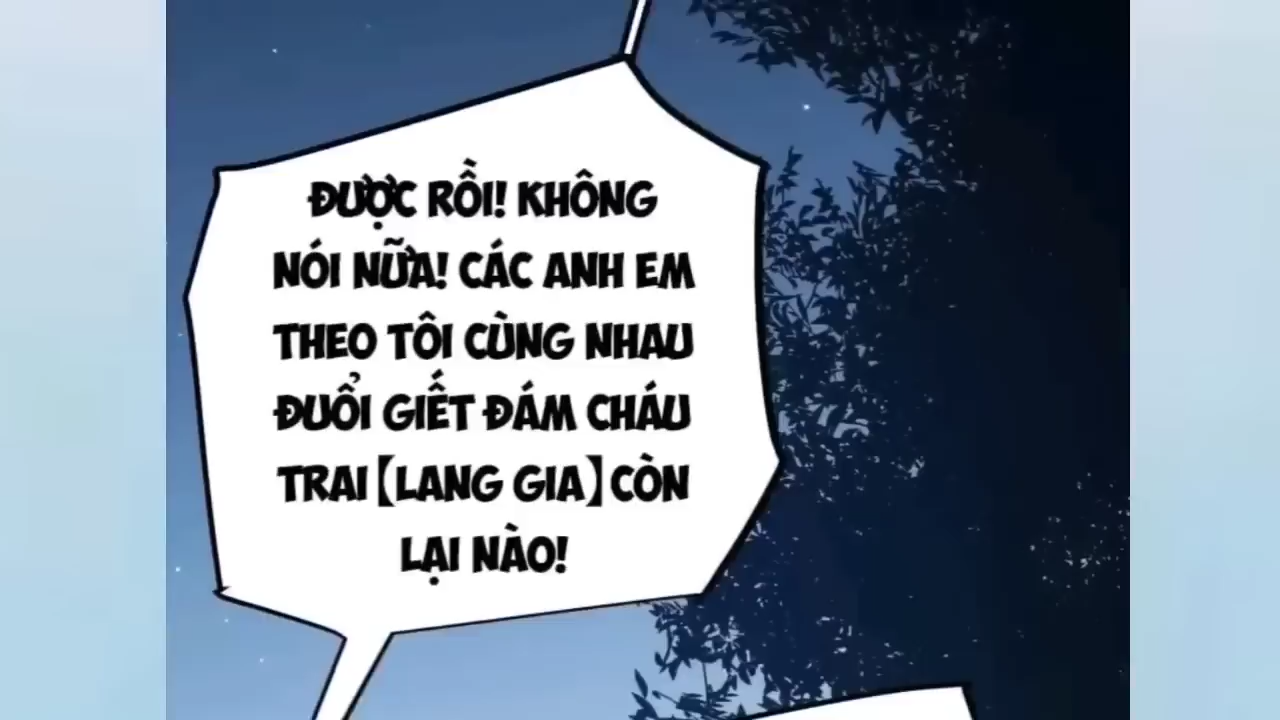 ĐƯỢC RỒI! KHÔNG
NÓI NỮA! CÁC ANH EM
THEO TÔI CÙNG NHAU
ĐUỔI GIẾT ĐÁM CHÁU
TRAI【LANG GIA】CÒN
LẠI NÀO!